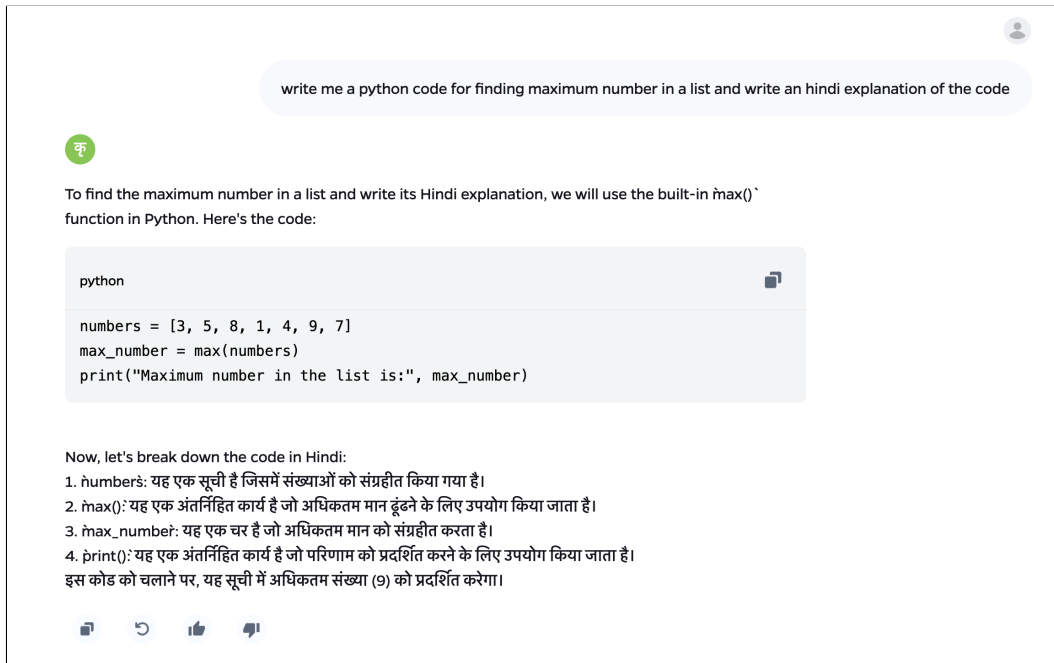 write me a python code for finding maximum number in a list and write an hindi explanation of the code
कृ
To find the maximum number in a list and write its Hindi explanation, we will use the built-in `max()`
function in Python. Here's the code:
python
numbers = [3, 5, 8, 1, 4, 9, 7]
max_number = max(numbers)
print("Maximum number in the list is:", max_number)
Now, let's break down the code in Hindi:
1. `numbers`: यह एक सूची है जिसमें संख्याओं को संग्रहीत किया गया है।
2. `max()`: यह एक अंतर्निहित कार्य है जो अधिकतम मान ढूंढने के लिए उपयोग किया जाता है।
3. `max_number`: यह एक चर है जो अधिकतम मान को संग्रहीत करता है।
4. `print()`: यह एक अंतर्निहित कार्य है जो परिणाम को प्रदर्शित करने के लिए उपयोग किया जाता है।
इस कोड को चलाने पर, यह सूची में अधिकतम संख्या (9) को प्रदर्शित करेगा।